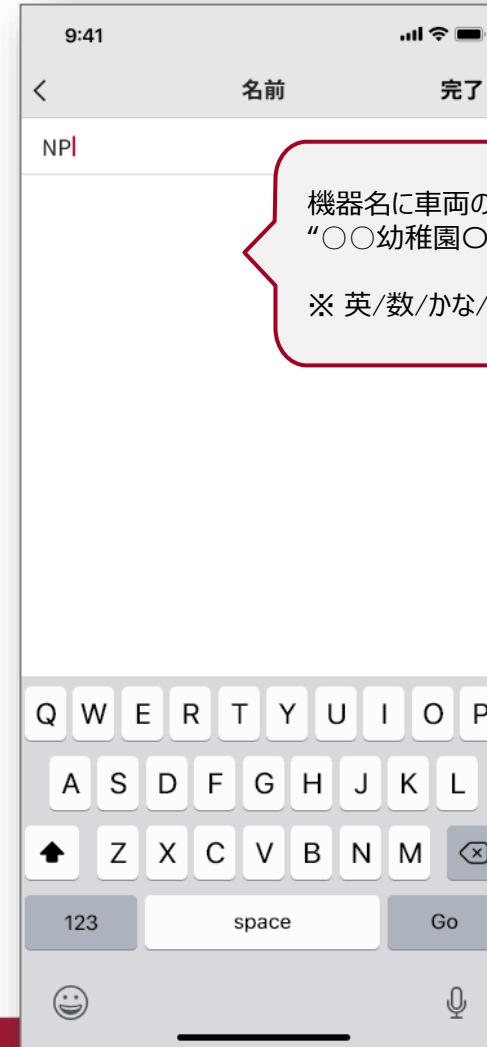 9:41
名前
完了
NP
機器名に車両の
“○○幼稚園○
※ 英/数/かな/
Q W E R T Y U I O P
A S D F G H J K L
Z X C V B N M
123 space Go